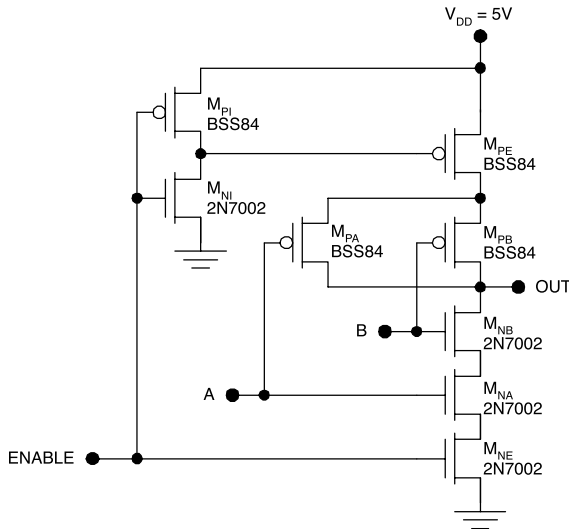 V_DD = 5V
M_PI
BSS84
M_PE
BSS84
M_NI
2N7002
M_PA
BSS84
M_PB
BSS84
OUT
B
M_NB
2N7002
A
M_NA
2N7002
ENABLE
M_NE
2N7002